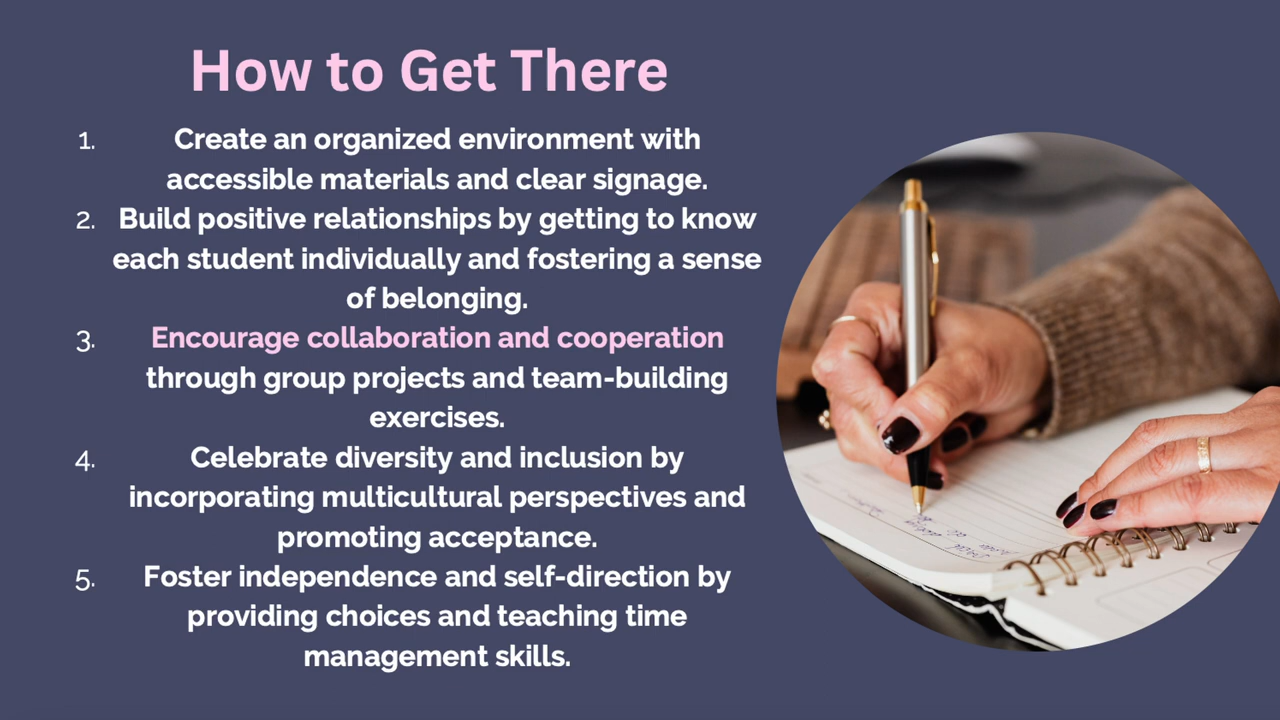 How to Get There
1. Create an organized environment with
accessible materials and clear signage.
2. Build positive relationships by getting to know
each student individually and fostering a sense
of belonging.
3. Encourage collaboration and cooperation
through group projects and team-building
exercises.
4. Celebrate diversity and inclusion by
incorporating multicultural perspectives and
promoting acceptance.
5. Foster independence and self-direction by
providing choices and teaching time
management skills.